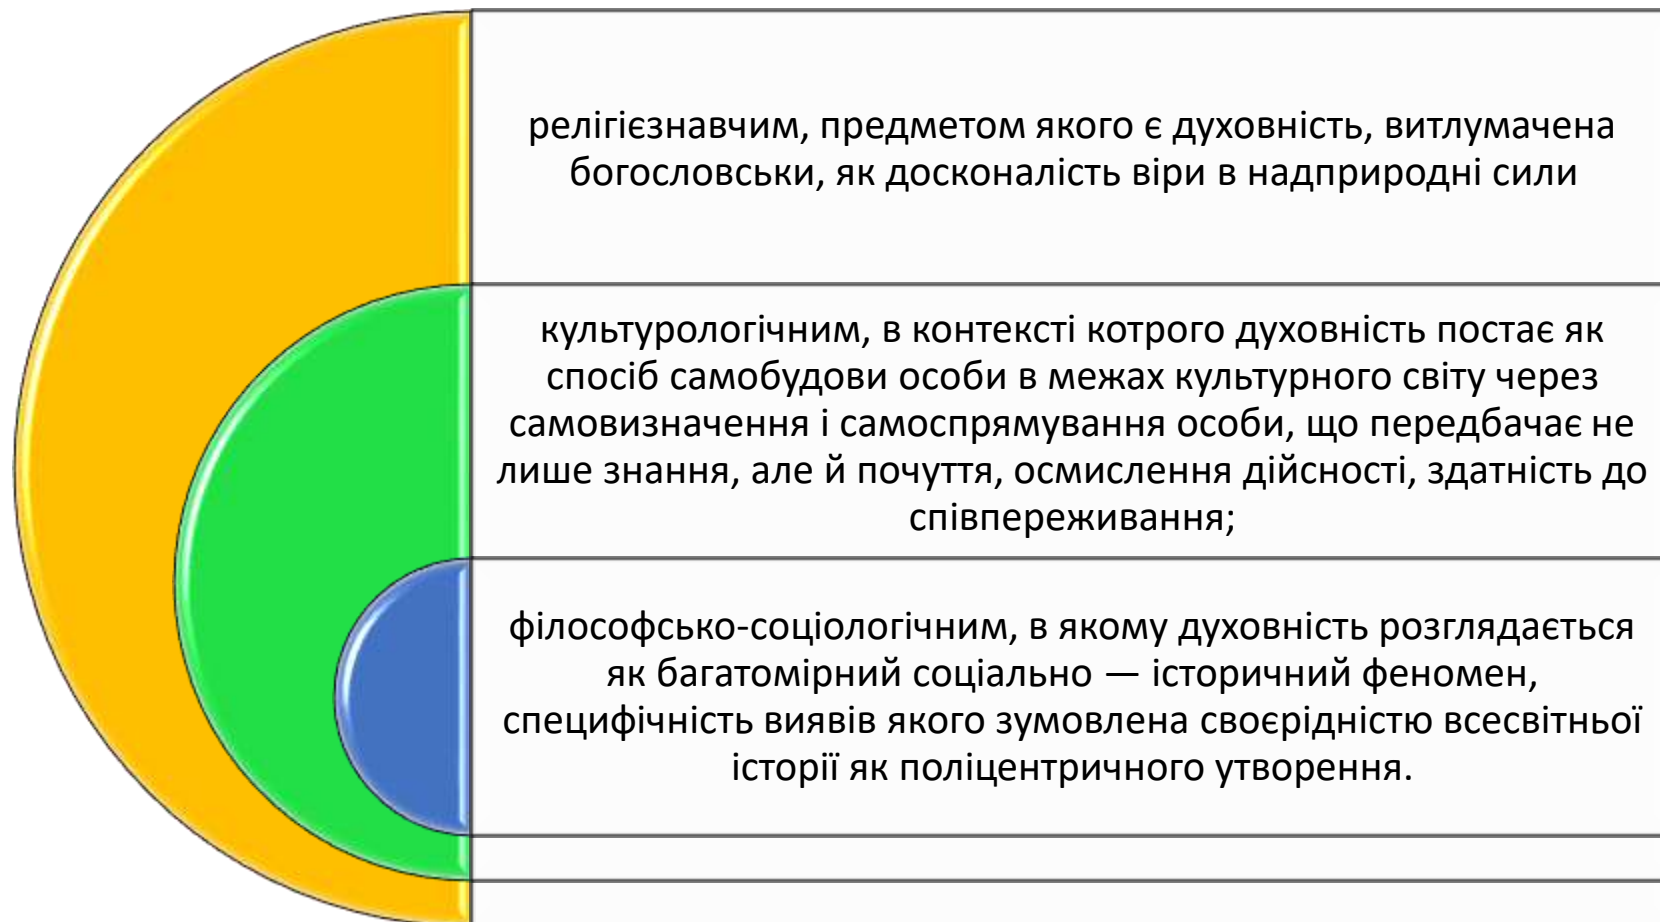 релігієзнавчим, предметом якого є духовність, витлумачена
богословськи, як досконалість віри в надприродні сили
культурологічним, в контексті котрого духовність постає як
спосіб самобудови особи в межах культурного світу через
самовизначення і самоспрямування особи, що передбачає не
лише знання, але й почуття, осмислення дійсності, здатність до
співпереживання;
філософсько-соціологічним, в якому духовність розглядається
як багатомірний соціально — історичний феномен,
специфічність виявів якого зумовлена своєрідністю всесвітньої
історії як поліцентричного утворення.